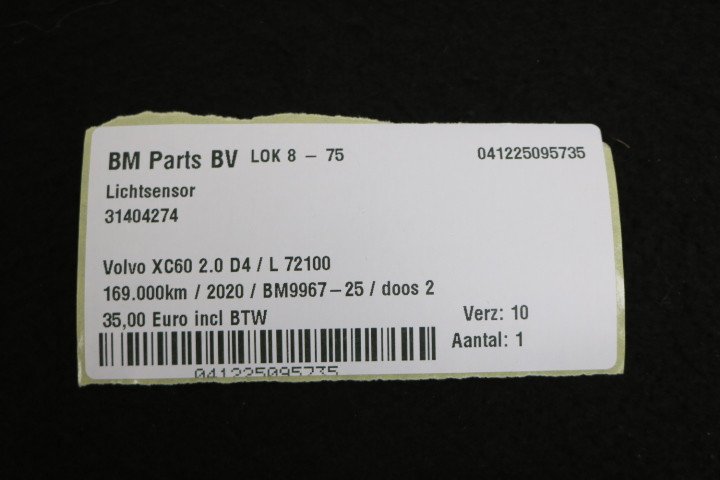 BM Parts BV LOK 8 - 75 041225095735
Lichtsensor
31404274
Volvo XC60 2.0 D4 / L 72100
169.000km / 2020 / BM9967-25 / doos 2
35,00 Euro incl BTW Verz: 10
Aantal: 1
041225095735